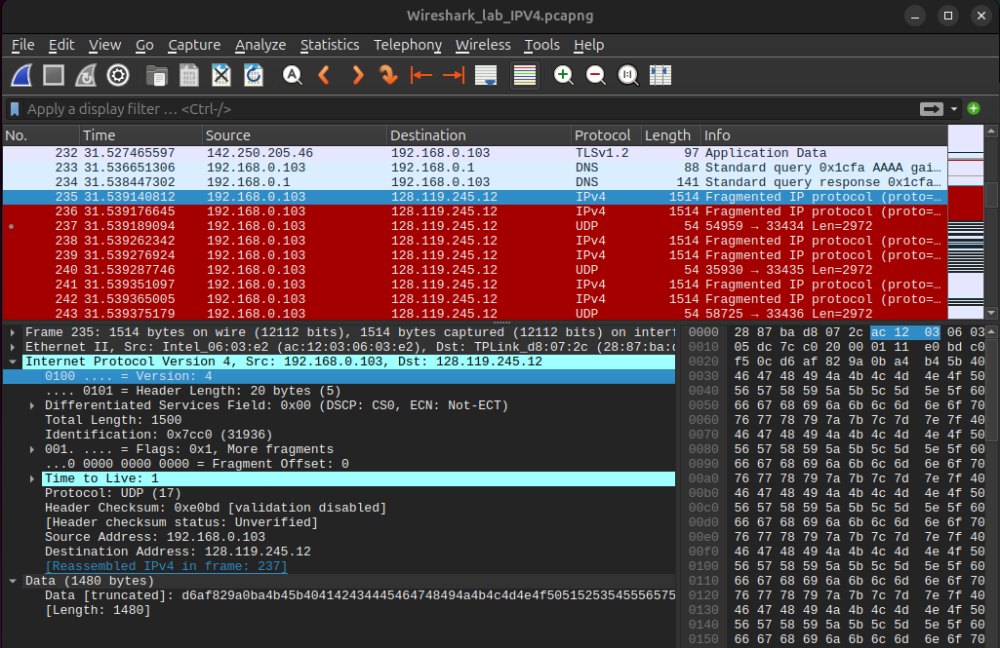 Wireshark_lab_IPV4.pcapng
File Edit View Go Capture Analyze Statistics Telephony Wireless Tools Help
Apply a display filter … <Ctrl-/>
No. Time Source Destination Protocol Length Info
232 31.527465597 142.250.205.46 192.168.0.103 TLSv1.2 97 Application Data
233 31.536651306 192.168.0.103 192.168.0.1 DNS 88 Standard query 0x1cfa AAAA gai…
234 31.538447302 192.168.0.1 192.168.0.103 DNS 141 Standard query response 0x1cfa…
235 31.539140812 192.168.0.103 128.119.245.12 IPv4 1514 Fragmented IP protocol (proto=…
236 31.539176645 192.168.0.103 128.119.245.12 IPv4 1514 Fragmented IP protocol (proto=…
237 31.539189094 192.168.0.103 128.119.245.12 UDP 54 54959 → 33434 Len=2972
238 31.539262342 192.168.0.103 128.119.245.12 IPv4 1514 Fragmented IP protocol (proto=…
239 31.539276924 192.168.0.103 128.119.245.12 IPv4 1514 Fragmented IP protocol (proto=…
240 31.539287746 192.168.0.103 128.119.245.12 UDP 54 35930 → 33435 Len=2972
241 31.539351097 192.168.0.103 128.119.245.12 IPv4 1514 Fragmented IP protocol (proto=…
242 31.539365005 192.168.0.103 128.119.245.12 IPv4 1514 Fragmented IP protocol (proto=…
243 31.539375179 192.168.0.103 128.119.245.12 UDP 54 58725 → 33436 Len=2972
Frame 235: 1514 bytes on wire (12112 bits), 1514 bytes captured (12112 bits) on interf
Ethernet II, Src: Intel_06:03:e2 (ac:12:03:06:03:e2), Dst: TPLink_d8:07:2c (28:87:ba:d
Internet Protocol Version 4, Src: 192.168.0.103, Dst: 128.119.245.12
0100 .... = Version: 4
.... 0101 = Header Length: 20 bytes (5)
Differentiated Services Field: 0x00 (DSCP: CS0, ECN: Not-ECT)
Total Length: 1500
Identification: 0x7cc0 (31936)
001. .... = Flags: 0x1, More fragments
...0 0000 0000 0000 = Fragment Offset: 0
Time to Live: 1
Protocol: UDP (17)
Header Checksum: 0xe0bd [validation disabled]
[Header checksum status: Unverified]
Source Address: 192.168.0.103
Destination Address: 128.119.245.12
[Reassembled IPv4 in frame: 237]
Data (1480 bytes)
Data [truncated]: d6af829a0ba4b45b404142434445464748494a4b4c4d4e4f505152535455565575
[Length: 1480]
0000 28 87 ba d8 07 2c ac 12 03 06 03
0010 05 dc 7c c0 20 00 01 11 e0 bd c0
0020 f5 0c d6 af 82 9a 0b a4 b4 5b 40
0030 46 47 48 49 4a 4b 4c 4d 4e 4f 50
0040 56 57 58 59 5a 5b 5c 5d 5e 5f 60
0050 66 67 68 69 6a 6b 6c 6d 6e 6f 70
0060 76 77 78 79 7a 7b 7c 7d 7e 7f 40
0070 46 47 48 49 4a 4b 4c 4d 4e 4f 50
0080 56 57 58 59 5a 5b 5c 5d 5e 5f 60
0090 66 67 68 69 6a 6b 6c 6d 6e 6f 70
00a0 76 77 78 79 7a 7b 7c 7d 7e 7f 40
00b0 46 47 48 49 4a 4b 4c 4d 4e 4f 50
00c0 56 57 58 59 5a 5b 5c 5d 5e 5f 60
00d0 66 67 68 69 6a 6b 6c 6d 6e 6f 70
00e0 76 77 78 79 7a 7b 7c 7d 7e 7f 40
00f0 46 47 48 49 4a 4b 4c 4d 4e 4f 50
0100 56 57 58 59 5a 5b 5c 5d 5e 5f 60
0110 66 67 68 69 6a 6b 6c 6d 6e 6f 70
0120 76 77 78 79 7a 7b 7c 7d 7e 7f 40
0130 46 47 48 49 4a 4b 4c 4d 4e 4f 50
0140 56 57 58 59 5a 5b 5c 5d 5e 5f 60
0150 66 67 68 69 6a 6b 6c 6d 6e 6f 70